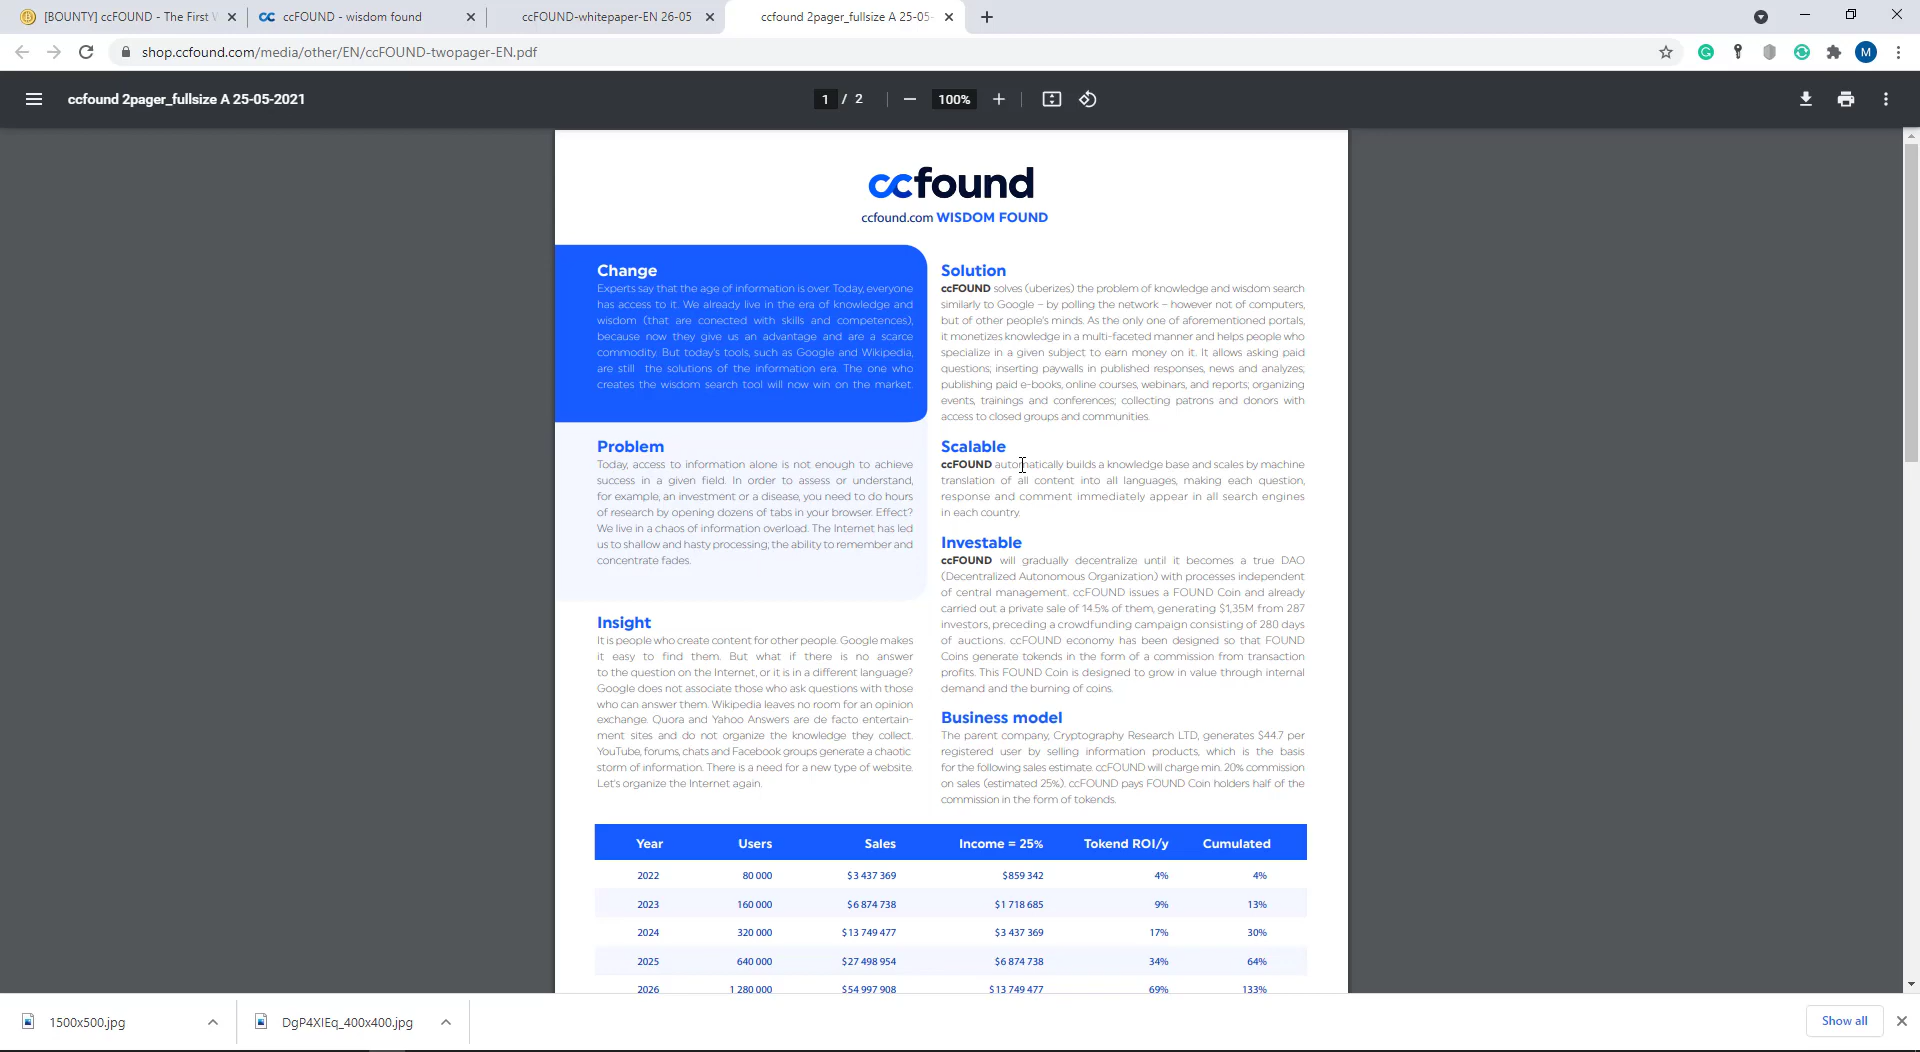 [BOUNTY] ccFOUND - The First
ccFOUND - wisdom found
ccFOUND-whitepaper-EN 26-05
ccfound 2pager_fullsize A 25-05-
shop.ccfound.com/media/other/EN/ccFOUND-twopager-EN.pdf
M
ccfound 2pager_fullsize A 25-05-2021
1 / 2
100%
ccfound
ccfound.com WISDOM FOUND
Change
Experts say that the age of information is over. Today, everyone
has access to it. We already live in the era of knowledge and
wisdom (that are conected with skills and competences),
because now they give us an advantage and are a scarce
commodity. But today's tools, such as Google and Wikipedia,
are still the solutions of the information era. The one who
creates the wisdom search tool will now win on the market.
Problem
Today, access to information alone is not enough to achieve
success in a given field. In order to assess or understand,
for example, an investment or a disease, you need to do hours
of research by opening dozens of tabs in your browser. Effect?
We live in a chaos of information overload. The Internet has led
us to shallow and hasty processing; the ability to remember and
concentrate fades.
Insight
It is people who create content for other people. Google makes
it easy to find them. But what if there is no answer
to the question on the Internet, or it is in a different language?
Google does not associate those who ask questions with those
who can answer them. Wikipedia leaves no room for an opinion
exchange. Quora and Yahoo Answers are de facto entertain-
ment sites and do not organize the knowledge they collect.
YouTube, forums, chats and Facebook groups generate a chaotic
storm of information. There is a need for a new type of website.
Let's organize the Internet again.
Solution
ccFOUND solves (uberizes) the problem of knowledge and wisdom search
similarly to Google – by polling the network – however not of computers,
but of other people's minds. As the only one of aforementioned portals,
it monetizes knowledge in a multi-faceted manner and helps people who
specialize in a given subject to earn money on it. It allows asking paid
questions; inserting paywalls in published responses, news and analyzes;
publishing paid e-books, online courses, webinars, and reports; organizing
events, trainings and conferences; collecting patrons and donors with
access to closed groups and communities.
Scalable
ccFOUND automatically builds a knowledge base and scales by machine
translation of all content into all languages, making each question,
response and comment immediately appear in all search engines
in each country.
Investable
ccFOUND will gradually decentralize until it becomes a true DAO
(Decentralized Autonomous Organization) with processes independent
of central management. ccFOUND issues a FOUND Coin and already
carried out a private sale of 14.5% of them, generating $1,35M from 287
investors, preceding a crowdfunding campaign consisting of 280 days
of auctions. ccFOUND economy has been designed so that FOUND
Coins generate tokends in the form of a commission from transaction
profits. This FOUND Coin is designed to grow in value through internal
demand and the burning of coins.
Business model
The parent company, Cryptography Research LTD, generates $44.7 per
registered user by selling information products, which is the basis
for the following sales estimate. ccFOUND will charge min. 20% commission
on sales (estimated 25%). ccFOUND pays FOUND Coin holders half of the
commission in the form of tokends.
Year Users Sales Income = 25% Tokend ROI/y Cumulated
2022 80 000 $3 437 369 $859 342 4% 4%
2023 160 000 $6 874 738 $1 718 685 9% 13%
2024 320 000 $13 749 477 $3 437 369 17% 30%
2025 640 000 $27 498 954 $6 874 738 34% 64%
2026 1 280 000 $54 997 908 $13 749 477 69% 133%
1500x500.jpg
DgP4XIEq_400x400.jpg
Show all